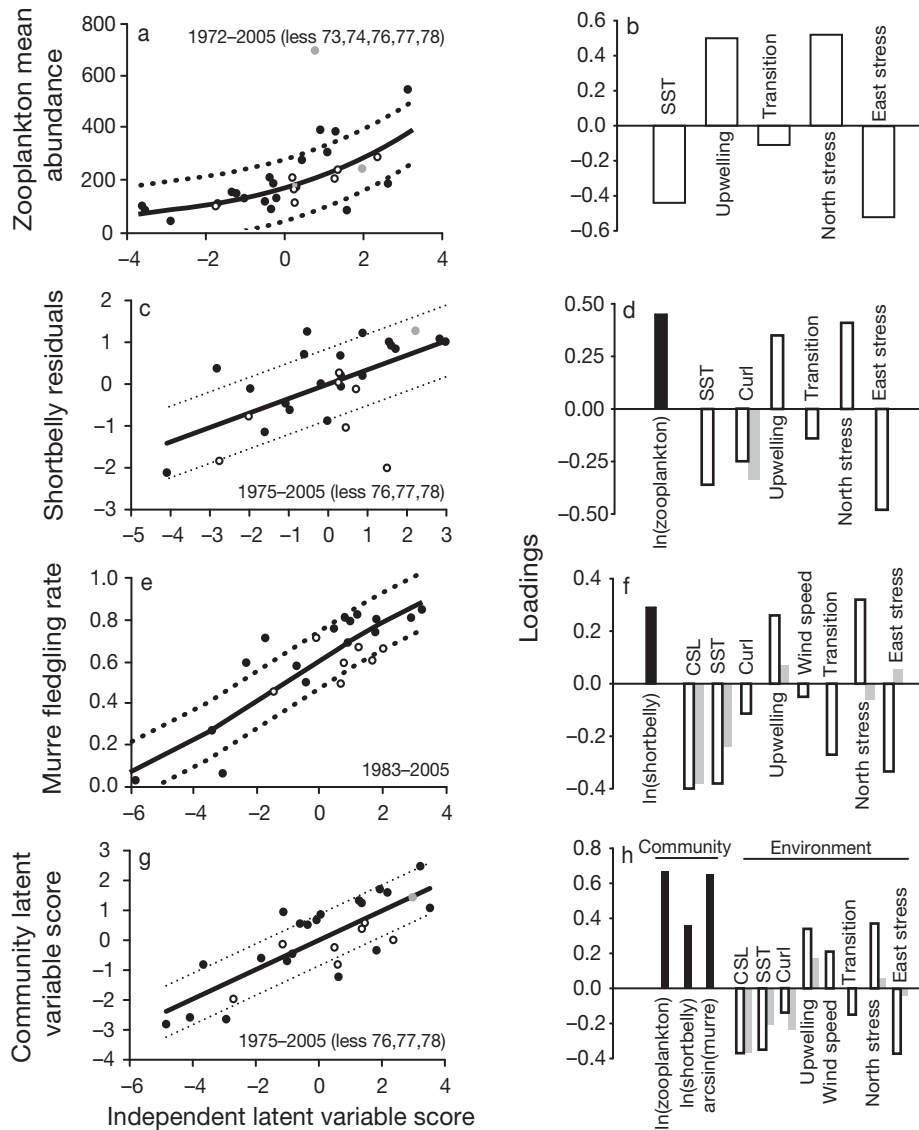 a
1972–2005 (less 73,74,76,77,78)
Zooplankton mean
abundance
800
600
400
200
0
−4
−2
0
2
4
b
0.6
0.4
0.2
0.0
−0.2
−0.4
−0.6
SST
Upwelling
Transition
North stress
East stress
c
Shortbelly residuals
2
1
0
−1
−2
−3
−5
−4
−3
−2
−1
0
1
2
3
1975–2005 (less 76,77,78)
d
0.50
0.25
0.00
−0.25
−0.50
ln(zooplankton)
SST
Curl
Upwelling
Transition
North stress
East stress
Loadings
e
Murre fledgling rate
1.0
0.8
0.6
0.4
0.2
0.0
−6
−4
−2
0
2
4
1983–2005
f
0.4
0.2
0.0
−0.2
−0.4
ln(shortbelly)
CSL
SST
Curl
Upwelling
Wind speed
Transition
North stress
East stress
g
Community latent
variable score
3
2
1
0
−1
−2
−3
−4
−6
−4
−2
0
2
4
1975–2005 (less 76,77,78)
Independent latent variable score
h
Community
Environment
0.8
0.6
0.4
0.2
0.0
−0.2
−0.4
ln(zooplankton)
ln(shortbelly)
arcsin(murre)
CSL
SST
Curl
Upwelling
Wind speed
Transition
North stress
East stress